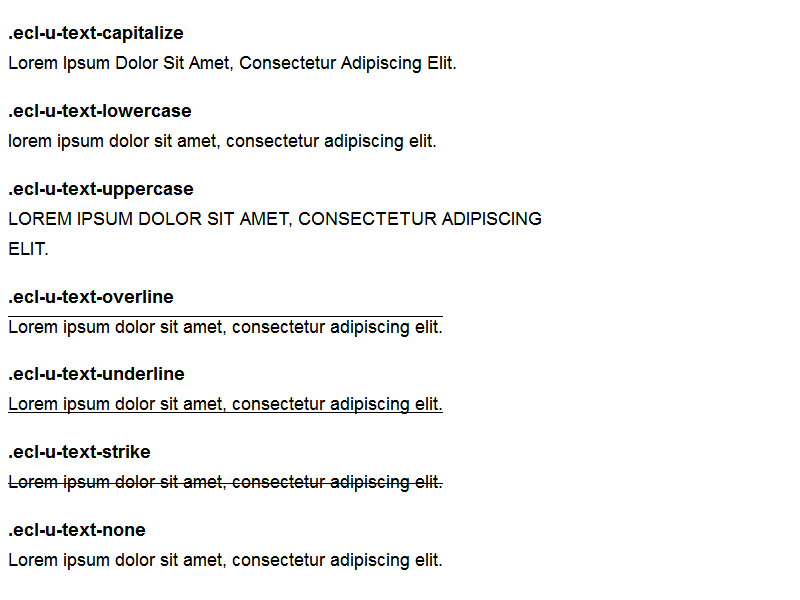 .ecl-u-text-capitalize
Lorem Ipsum Dolor Sit Amet, Consectetur Adipiscing Elit.
.ecl-u-text-lowercase
lorem ipsum dolor sit amet, consectetur adipiscing elit.
.ecl-u-text-uppercase
LOREM IPSUM DOLOR SIT AMET, CONSECTETUR ADIPISCING
ELIT.
.ecl-u-text-overline
Lorem ipsum dolor sit amet, consectetur adipiscing elit.
.ecl-u-text-underline
Lorem ipsum dolor sit amet, consectetur adipiscing elit.
.ecl-u-text-strike
Lorem ipsum dolor sit amet, consectetur adipiscing elit.
.ecl-u-text-none
Lorem ipsum dolor sit amet, consectetur adipiscing elit.